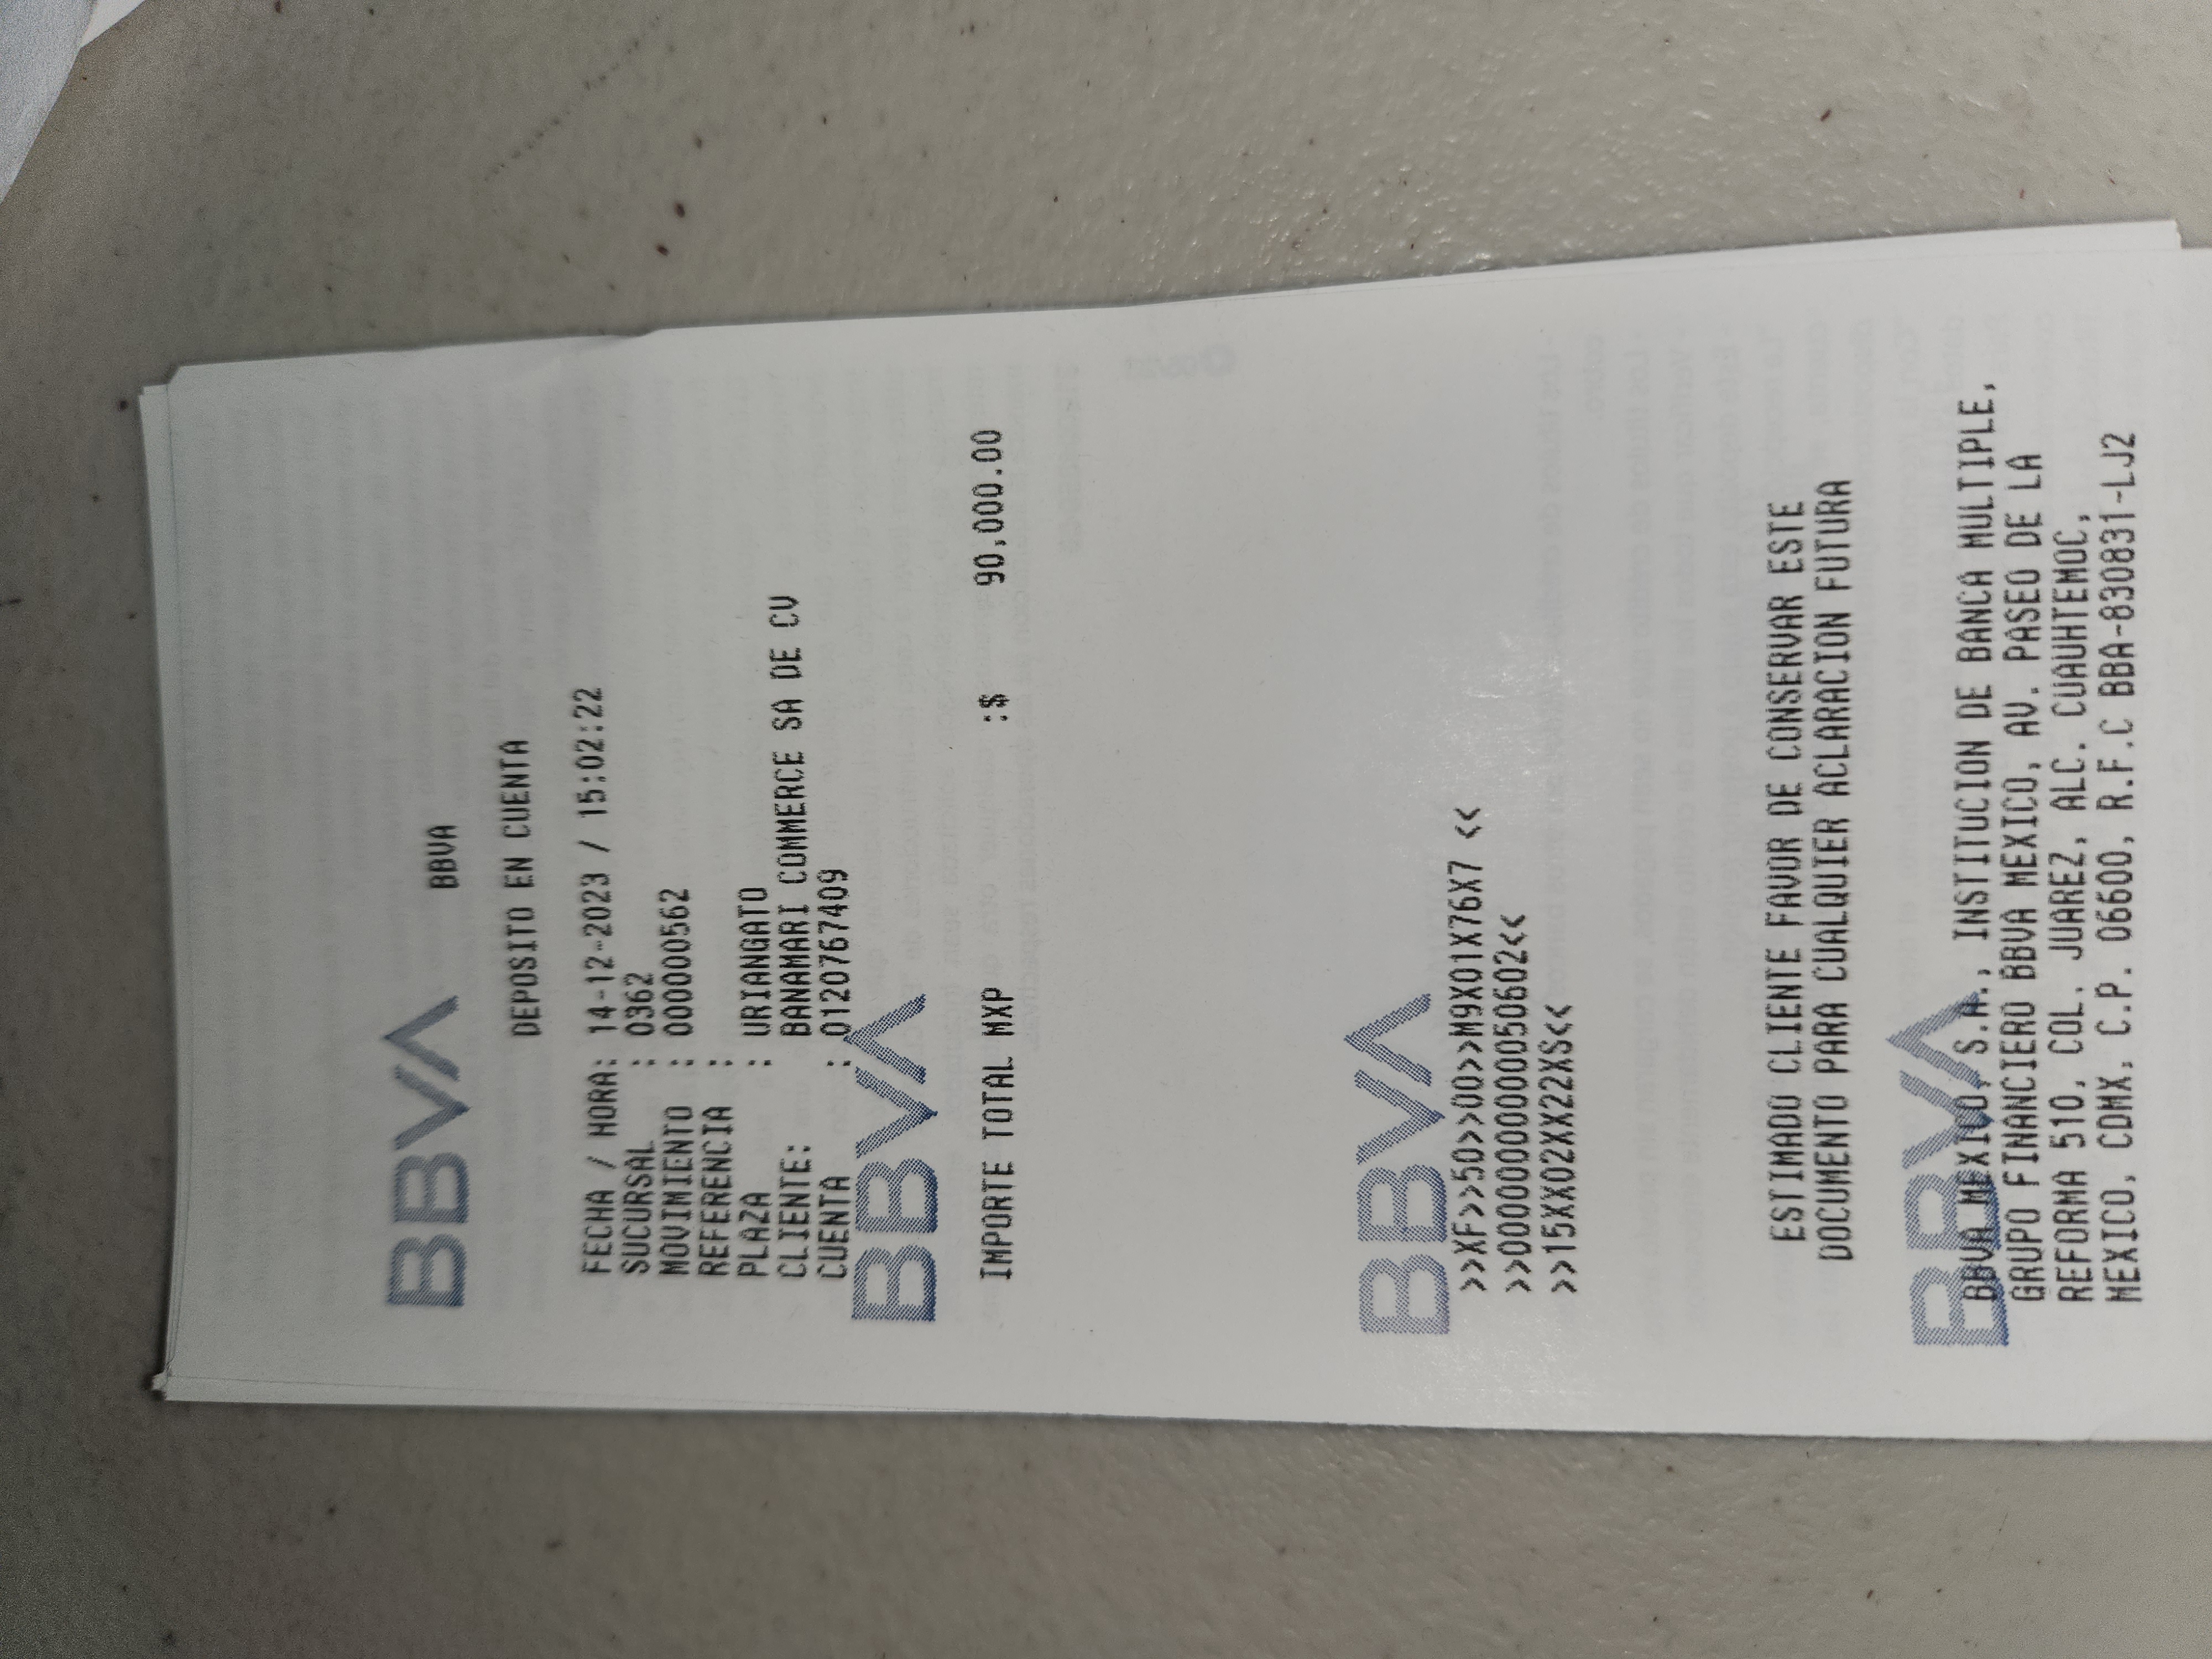 BBVA
BBVA
DEPOSITO EN CUENTA
FECHA / HORA: 14-12-2023 / 15:02:22
SUCURSAL : 0362
MOVIMIENTO : 000000562
REFERENCIA :
PLAZA : URIANGATO
CLIENTE: BANAMARI COMMERCE SA DE CV
CUENTA : 0120767409
BBVA
IMPORTE TOTAL MXP :$ 90,000.00
BBVA
>>XF>>50>>00>>M9X01X76X7 <<
>>00000000000050602<<
>>15XX02XX22XS<<
ESTIMADO CLIENTE FAVOR DE CONSERVAR ESTE
DOCUMENTO PARA CUALQUIER ACLARACION FUTURA
BBVA
BBVA MEXICO, S.A., INSTITUCION DE BANCA MULTIPLE,
GRUPO FINANCIERO BBVA MEXICO, AV. PASEO DE LA
REFORMA 510, COL. JUAREZ, ALC. CUAUHTEMOC,
MEXICO, CDMX, C.P. 06600, R.F.C BBA-830831-LJ2